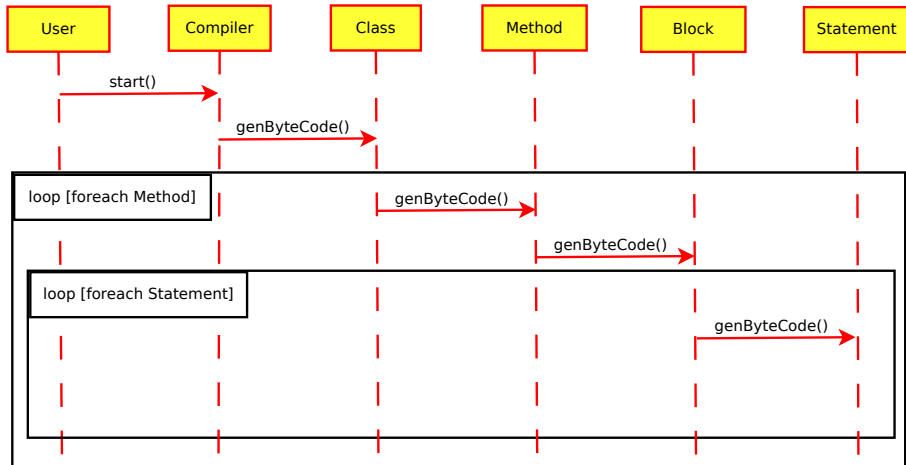 User
Compiler
Class
Method
Block
Statement
start()
genByteCode()
loop [foreach Method]
genByteCode()
genByteCode()
loop [foreach Statement]
genByteCode()